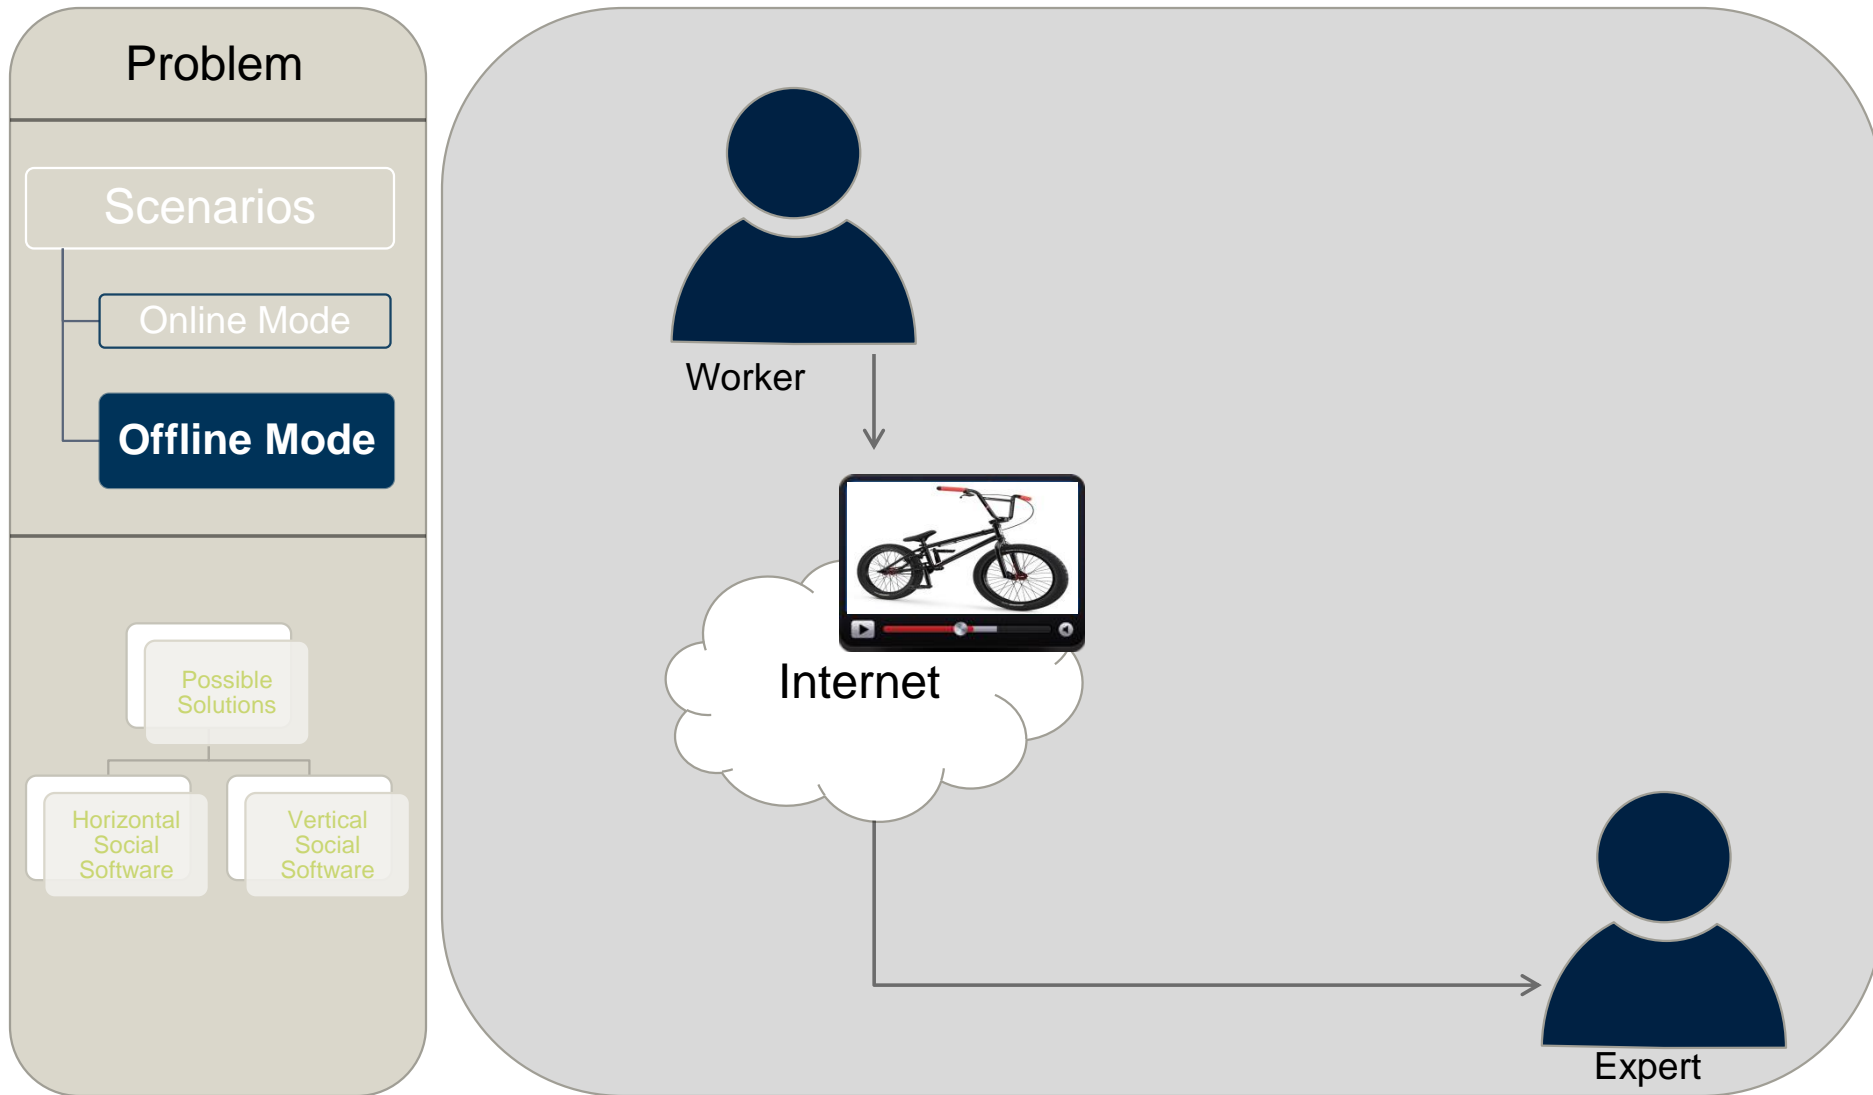 Problem
Scenarios
Online Mode
Offline Mode
Possible
Solutions
Horizontal
Social
Software
Vertical
Social
Software
Worker
Internet
Expert